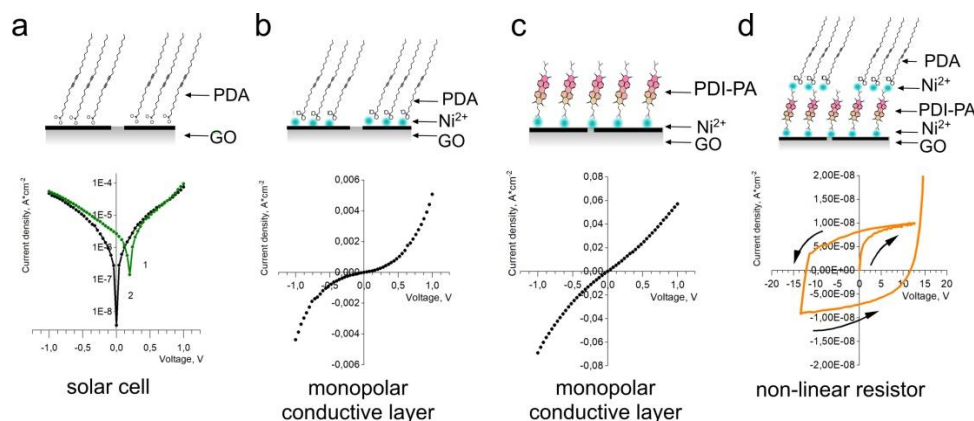 a
PDA
GO
Current density, A*cm⁻²
1E-4
1E-5
1E-6
1E-7
1E-8
1
2
-1,0 -0,5 0,0 0,5 1,0
Voltage, V
solar cell
b
PDA
Ni²⁺
GO
Current density, A*cm⁻²
0,006
0,004
0,002
0,000
-0,002
-0,004
-0,006
-1,0 -0,5 0,5 1,0
Voltage, V
monopolar
conductive layer
c
PDI-PA
Ni²⁺
GO
Current density, A*cm⁻²
0,08
0,06
0,04
0,02
0,00
-0,02
-0,04
-0,06
-0,08
-1,0 -0,5 0,0 0,5 1,0
Voltage, V
monopolar
conductive layer
d
PDA
Ni²⁺
PDI-PA
Ni²⁺
GO
Current density, A*cm⁻²
2,00E-08
1,50E-08
1,00E-08
5,00E-09
0,00E+00
-5,00E-09
-1,00E-08
-1,50E-08
-2,00E-08
-20 -15 -10 -5 0 5 10 15 20
Voltage, V
non-linear resistor